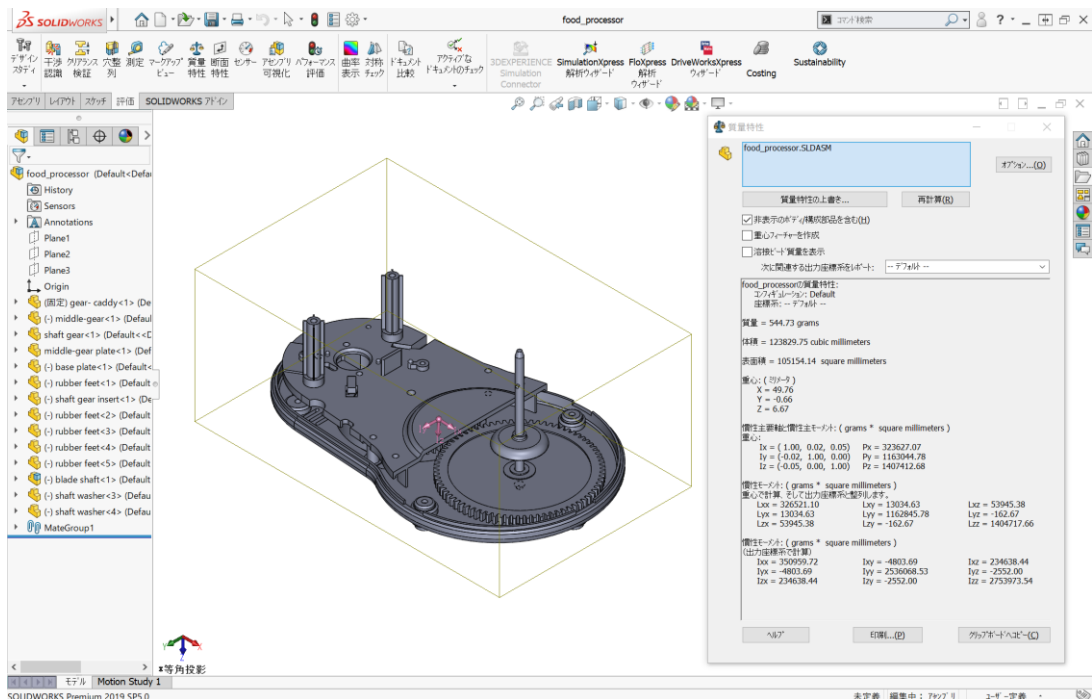 SOLIDWORKS
food_processor
コマンド検索
デザイン スタディ
干渉認識
クリアランス検証
穴整列
測定
マークアップ ビュー
質量特性
断面特性
センサー
アセンブリ可視化
パフォーマンス評価
曲率表示
対称チェック
ドキュメント比較
アクティブなドキュメントのチェック
3DEXPERIENCE Simulation Connector
SimulationXpress 解析ウィザード
FloXpress 解析ウィザード
DriveWorksXpress ウィザード
Costing
Sustainability
アセンブリ レイアウト スケッチ 評価 SOLIDWORKS アドイン
food_processor (Default<Defau
History
Sensors
Annotations
Plane1
Plane2
Plane3
Origin
(固定) gear- caddy<1> (De
(-) middle-gear<1> (Defaul
shaft gear<1> (Default<<D
middle-gear plate<1> (Def
(-) base plate<1> (Default<
(-) rubber feet<1> (Default
(-) shaft gear insert<1> (De
(-) rubber feet<2> (Default
(-) rubber feet<3> (Default
(-) rubber feet<4> (Default
(-) rubber feet<5> (Default
(-) blade shaft<1> (Default
(-) shaft washer<3> (Defau
(-) shaft washer<4> (Defau
MateGroup1
*等角投影
質量特性
food_processor.SLDASM
オプション...(O)
質量特性の上書き...
再計算(R)
非表示のボディ/構成部品を含む(H)
重心フィーチャーを作成
溶接ビード質量を表示
次に関連する出力座標系をレポート: -- デフォルト --
food_processorの質量特性:
コンフィギュレーション: Default
座標系: -- デフォルト --
質量 = 544.73 grams
体積 = 123829.75 cubic millimeters
表面積 = 105154.14 square millimeters
重心: ( ミリメータ )
X = 49.76
Y = -0.66
Z = 6.67
慣性主要軸と慣性主モーメント: ( grams * square millimeters )
重心:
Ix = ( 1.00, 0.02, 0.05) Px = 323627.07
Iy = (-0.02, 1.00, 0.00) Py = 1163044.78
Iz = (-0.05, 0.00, 1.00) Pz = 1407412.68
慣性モーメント: ( grams * square millimeters )
重心で計算、そして出力座標系と整列します。
Lxx = 326521.10 Lxy = 13034.63 Lxz = 53945.38
Lyx = 13034.63 Lyy = 1162845.78 Lyz = -162.67
Lzx = 53945.38 Lzy = -162.67 Lzz = 1404717.66
慣性モーメント: ( grams * square millimeters )
(出力座標系で計算)
Ixx = 350959.72 Ixy = -4803.69 Ixz = 234638.44
Iyx = -4803.69 Iyy = 2536068.53 Iyz = -2552.00
Izx = 234638.44 Izy = -2552.00 Izz = 2753973.54
ヘルプ
印刷...(P)
クリップボードへコピー(C)
モデル Motion Study 1
SOLIDWORKS Premium 2019 SP5.0
未定義 編集中: アセンブリ ユーザー定義